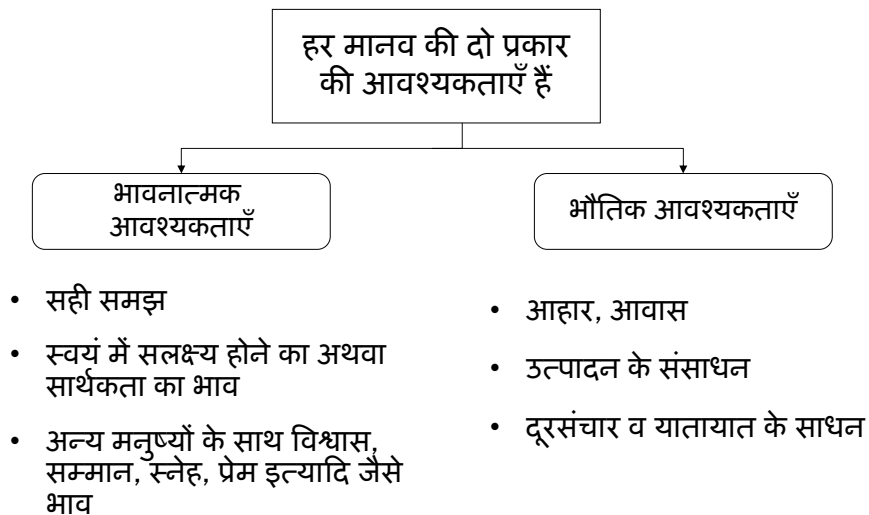 हर मानव की दो प्रकार
की आवश्यकताएँ हैं
भावनात्मक
आवश्यकताएँ
भौतिक आवश्यकताएँ
• सही समझ
• स्वयं में सलक्ष्य होने का अथवा
सार्थकता का भाव
• अन्य मनुष्यों के साथ विश्वास,
सम्मान, स्नेह, प्रेम इत्यादि जैसे
भाव
• आहार, आवास
• उत्पादन के संसाधन
• दूरसंचार व यातायात के साधन